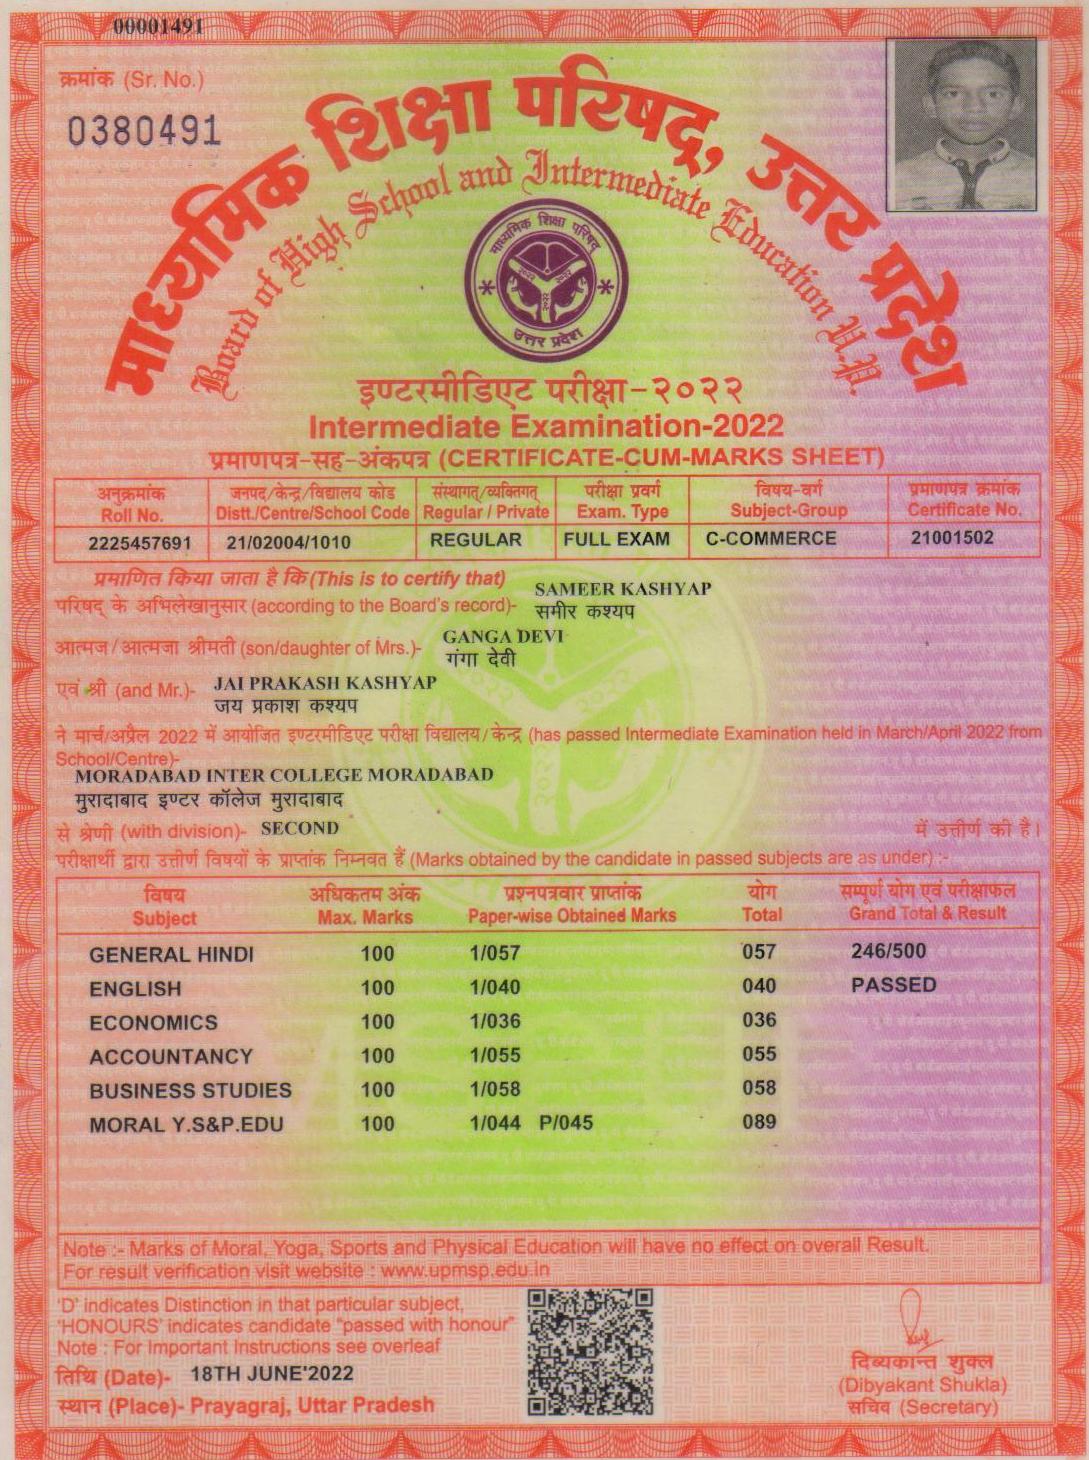 00001491
क्रमांक (Sr. No.)
0380491
माध्यमिक शिक्षा परिषद्, उत्तर प्रदेश
Board of High School and Intermediate Education U.P.
माध्यमिक शिक्षा परिषद्
२०२२ २०२२
२०२२
उत्तर प्रदेश
इण्टरमीडिएट परीक्षा-२०२२
Intermediate Examination-2022
प्रमाणपत्र-सह-अंकपत्र (CERTIFICATE-CUM-MARKS SHEET)
अनुक्रमांक जनपद/केन्द्र/विद्यालय कोड संस्थागत्/व्यक्तिगत् परीक्षा प्रवर्ग विषय-वर्ग प्रमाणपत्र क्रमांक
Roll No. Distt./Centre/School Code Regular / Private Exam. Type Subject-Group Certificate No.
2225457691 21/02004/1010 REGULAR FULL EXAM C-COMMERCE 21001502
प्रमाणित किया जाता है कि (This is to certify that) SAMEER KASHYAP
परिषद् के अभिलेखानुसार (according to the Board's record)- समीर कश्यप
GANGA DEVI
आत्मज/आत्मजा श्रीमती (son/daughter of Mrs.)- गंगा देवी
एवं श्री (and Mr.)- JAI PRAKASH KASHYAP
जय प्रकाश कश्यप
ने मार्च/अप्रैल 2022 में आयोजित इण्टरमीडिएट परीक्षा विद्यालय/केन्द्र (has passed Intermediate Examination held in March/April 2022 from
School/Centre)-
MORADABAD INTER COLLEGE MORADABAD
मुरादाबाद इण्टर कॉलेज मुरादाबाद
से श्रेणी (with division)- SECOND में उत्तीर्ण की है।
परीक्षार्थी द्वारा उत्तीर्ण विषयों के प्राप्तांक निम्नवत हैं (Marks obtained by the candidate in passed subjects are as under) :-
विषय अधिकतम अंक प्रश्नपत्रवार प्राप्तांक योग सम्पूर्ण योग एवं परीक्षाफल
Subject Max. Marks Paper-wise Obtained Marks Total Grand Total & Result
GENERAL HINDI 100 1/057 057 246/500
ENGLISH 100 1/040 040 PASSED
ECONOMICS 100 1/036 036
ACCOUNTANCY 100 1/055 055
BUSINESS STUDIES 100 1/058 058
MORAL Y.S&P.EDU 100 1/044 P/045 089
Note :- Marks of Moral, Yoga, Sports and Physical Education will have no effect on overall Result.
For result verification visit website : www.upmsp.edu.in
'D' indicates Distinction in that particular subject,
'HONOURS' indicates candidate "passed with honour"
Note : For Important Instructions see overleaf
तिथि (Date)- 18TH JUNE'2022
स्थान (Place)- Prayagraj, Uttar Pradesh
दिब्यकान्त शुक्ल
(Dibyakant Shukla)
सचिव (Secretary)